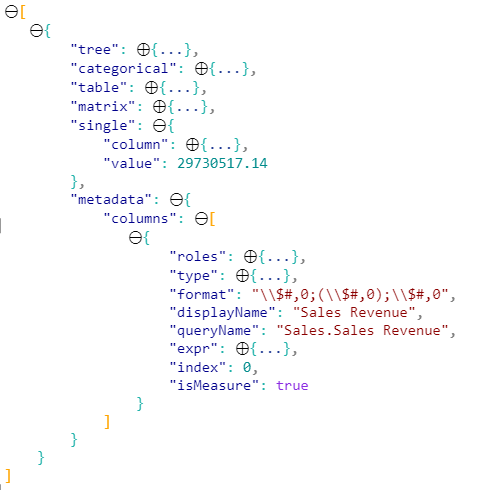 ⊖[
⊖{
"tree": ⊕{...},
"categorical": ⊕{...},
"table": ⊕{...},
"matrix": ⊕{...},
"single": ⊖{
"column": ⊕{...},
"value": 29730517.14
},
"metadata": ⊖{
"columns": ⊖[
⊖{
"roles": ⊕{...},
"type": ⊕{...},
"format": "\\$#,0;(\\$#,0);\\$#,0",
"displayName": "Sales Revenue",
"queryName": "Sales.Sales Revenue",
"expr": ⊕{...},
"index": 0,
"isMeasure": true
}
]
}
}
]